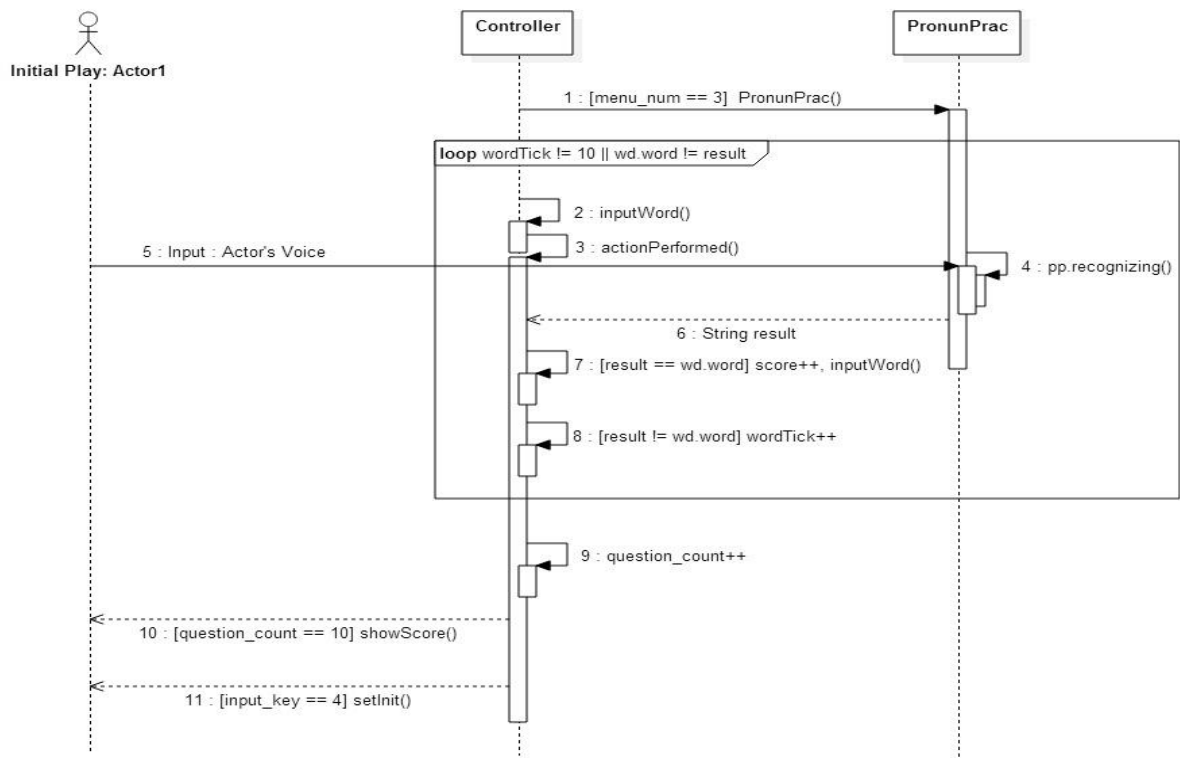 Controller
PronunPrac
Initial Play: Actor1
1 : [menu_num == 3] PronunPrac()
loop wordTick != 10 || wd.word != result
2 : inputWord()
3 : actionPerformed()
5 : Input : Actor's Voice
4 : pp.recognizing()
6 : String result
7 : [result == wd.word] score++, inputWord()
8 : [result != wd.word] wordTick++
9 : question_count++
10 : [question_count == 10] showScore()
11 : [input_key == 4] setInit()